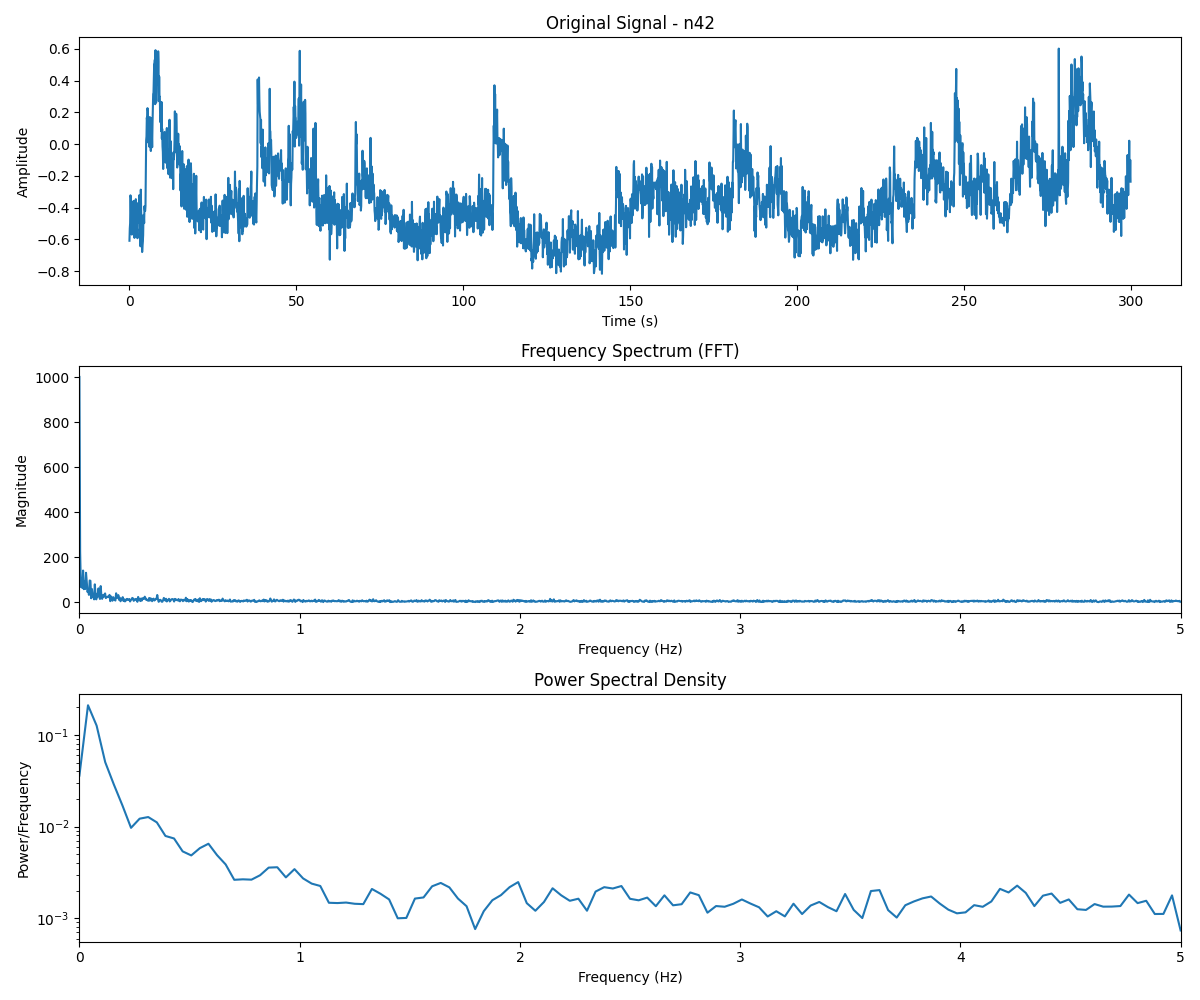 Original Signal - n42
Amplitude
0.6
0.4
0.2
0.0
−0.2
−0.4
−0.6
−0.8
0 50 100 150 200 250 300
Time (s)
Frequency Spectrum (FFT)
Magnitude
1000
800
600
400
200
0
0 1 2 3 4 5
Frequency (Hz)
Power Spectral Density
Power/Frequency
10⁻¹
10⁻²
10⁻³
0 1 2 3 4 5
Frequency (Hz)